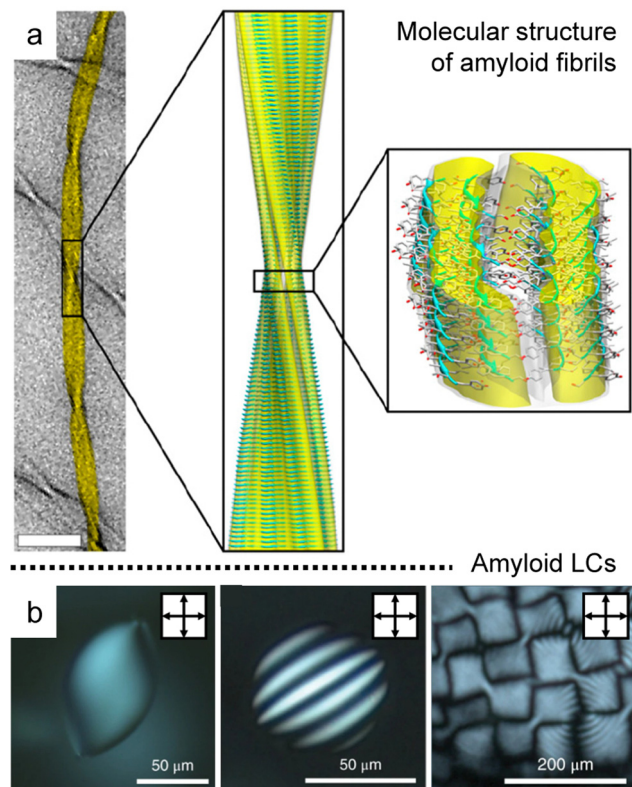 a
Molecular structure
of amyloid fibrils
Amyloid LCs
b
50 μm
50 μm
200 μm